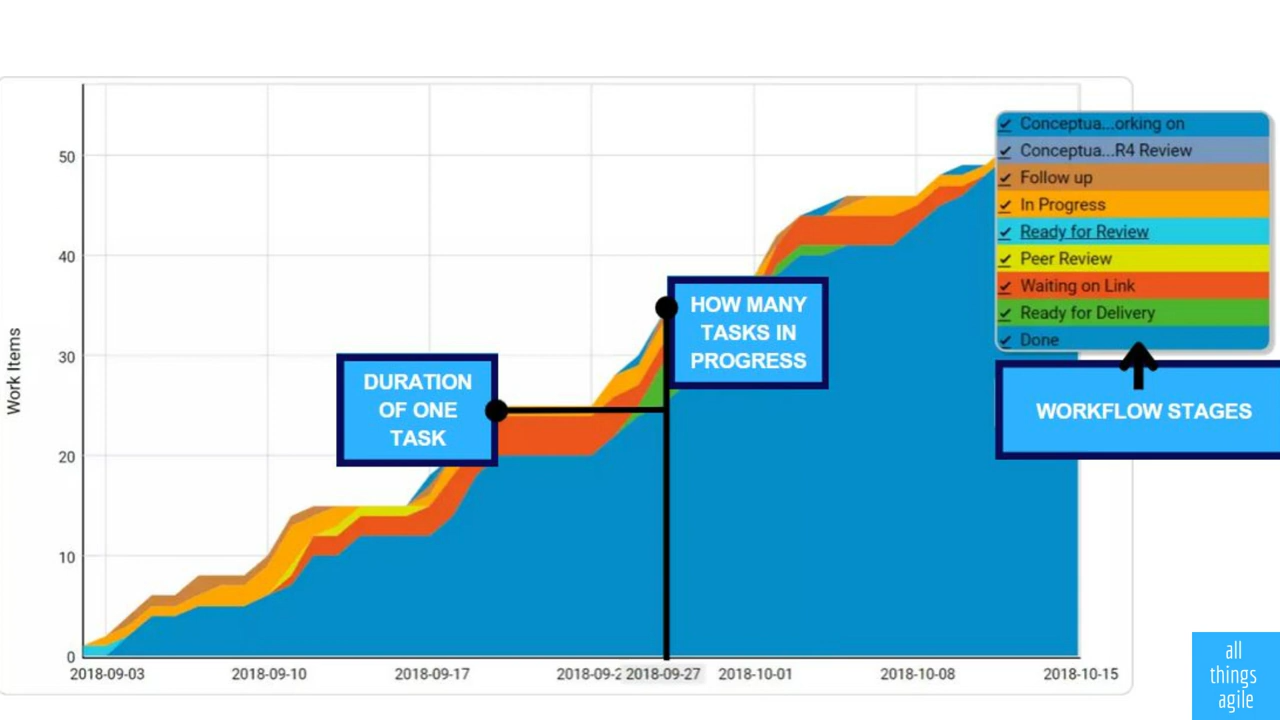 50
40
30
20
10
0
Work Items
Conceptua...orking on
Conceptua...R4 Review
Follow up
In Progress
Ready for Review
Peer Review
Waiting on Link
Ready for Delivery
Done
HOW MANY
TASKS IN
PROGRESS
DURATION
OF ONE
TASK
WORKFLOW STAGES
2018-09-03
2018-09-10
2018-09-17
2018-09-2
2018-09-27
2018-10-01
2018-10-08
2018-10-15
all
things
agile